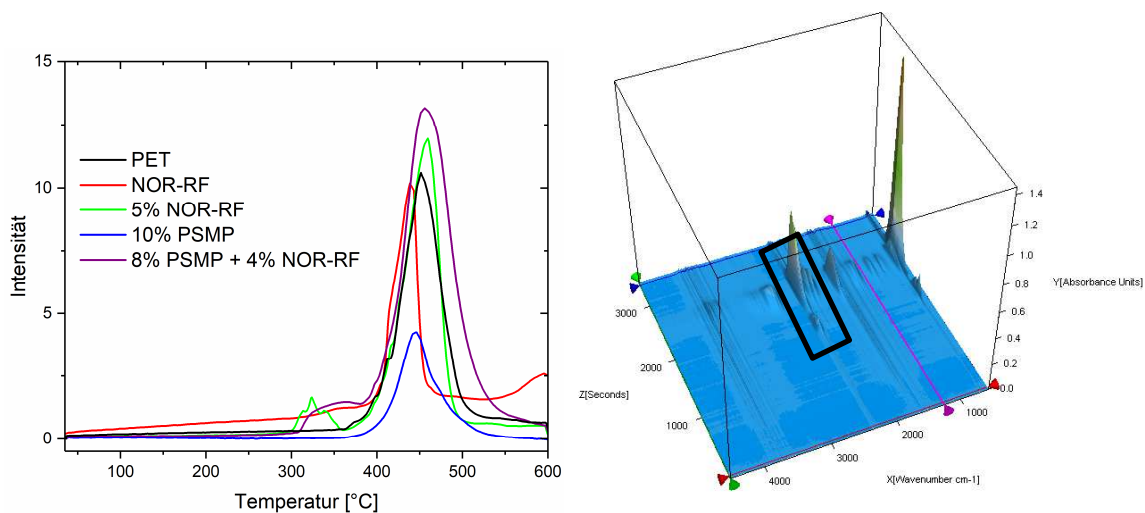 15
10
5
0
100
200
300
400
500
600
Intensität
Temperatur [°C]
PET
NOR-RF
5% NOR-RF
10% PSMP
8% PSMP + 4% NOR-RF
1.4
1.2
1.0
0.8
0.6
0.4
0.2
0.0
Y[Absorbance Units]
3000
2000
1000
Z[Seconds]
4000
3000
2000
1000
X[Wavenumber cm-1]